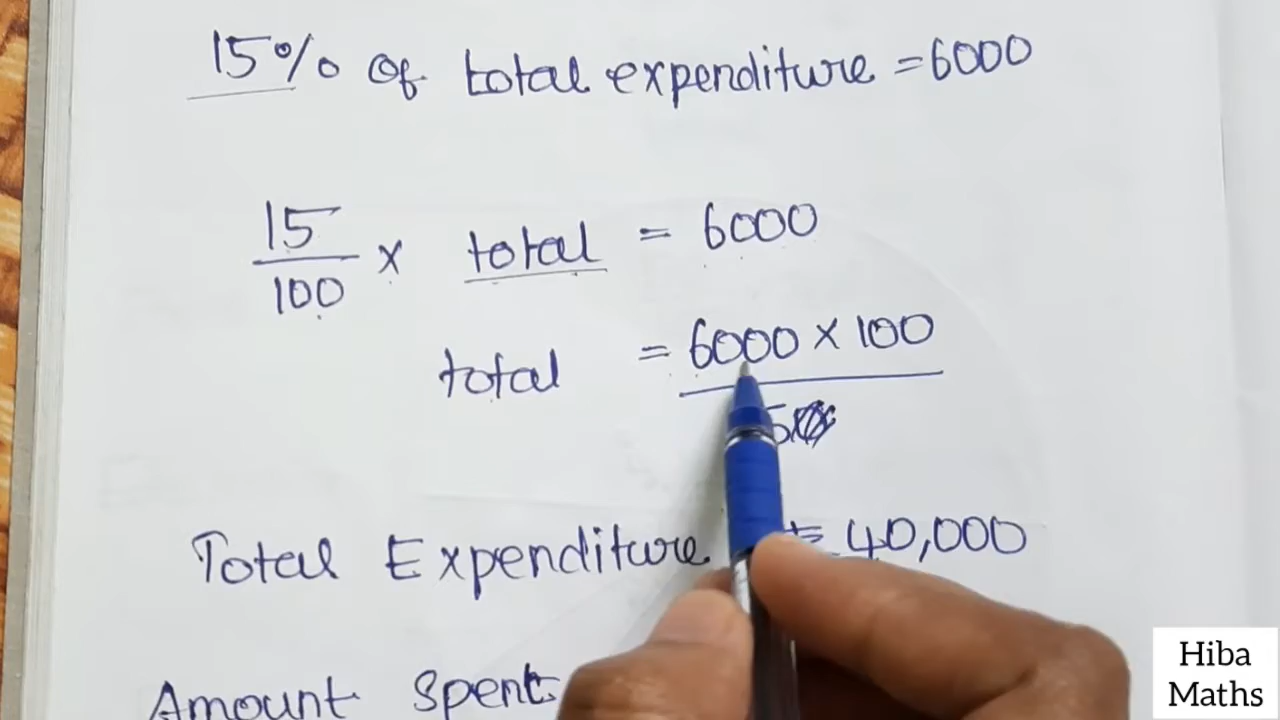 15% of total expenditure = 6000
15/100 × total = 6000
total = 6000 × 100
5
Total Expenditure = 40,000
Amount Spent
Hiba
Maths